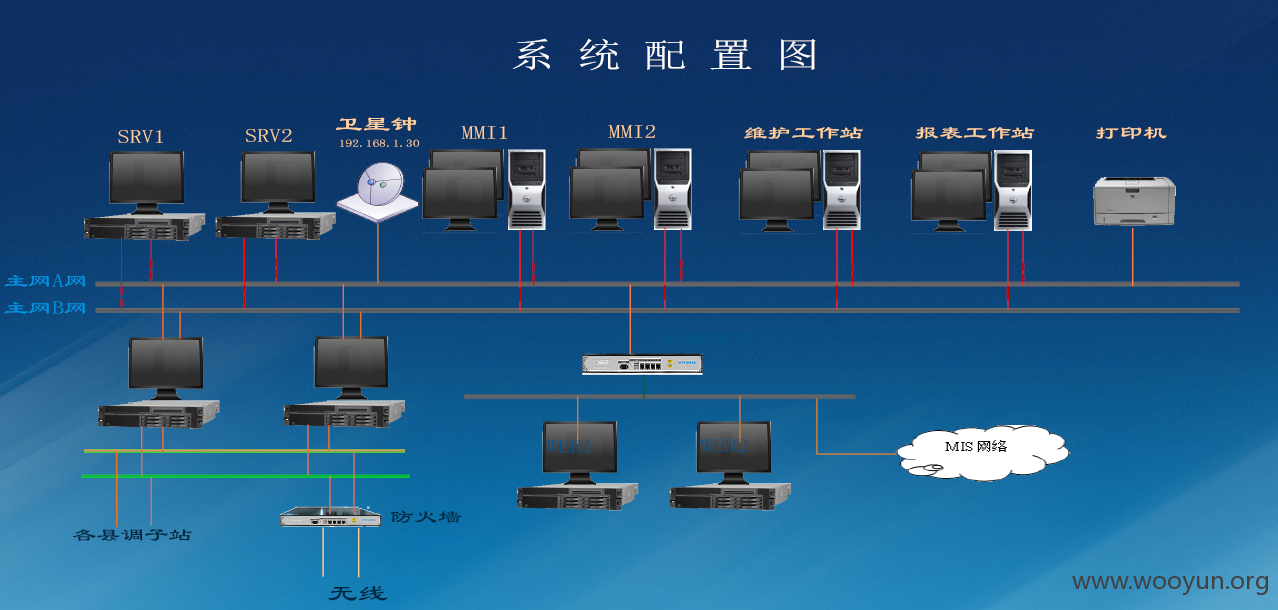 系统配置图
SRV1
SRV2
卫星钟
192.168.1.30
MMI1
MMI2
维护工作站
报表工作站
打印机
主网A网
主网B网
WEB1
WEB2
MIS 网络
防火墙
各县调子站
无线
www.wooyun.org